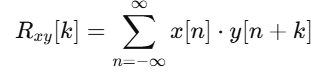 $R_{xy}[k] = \sum_{n=-\infty}^{\infty} x[n] \cdot y[n+k]$